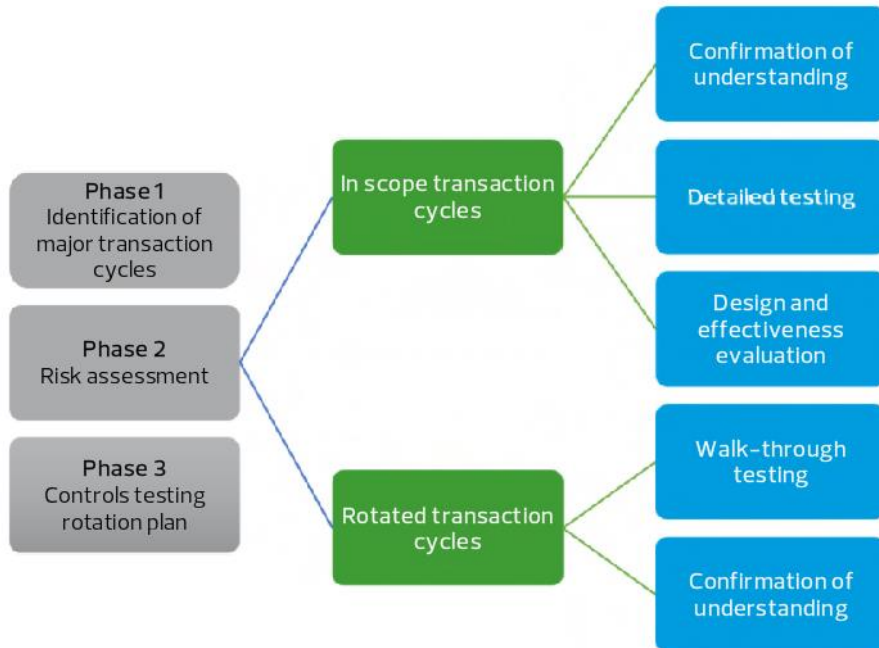 Phase 1
Identification of
major transaction
cycles
Phase 2
Risk assessment
Phase 3
Controls testing
rotation plan
In scope transaction
cycles
Rotated transaction
cycles
Confirmation of
understanding
Detailed testing
Design and
effectiveness
evaluation
Walk-through
testing
Confirmation of
understanding